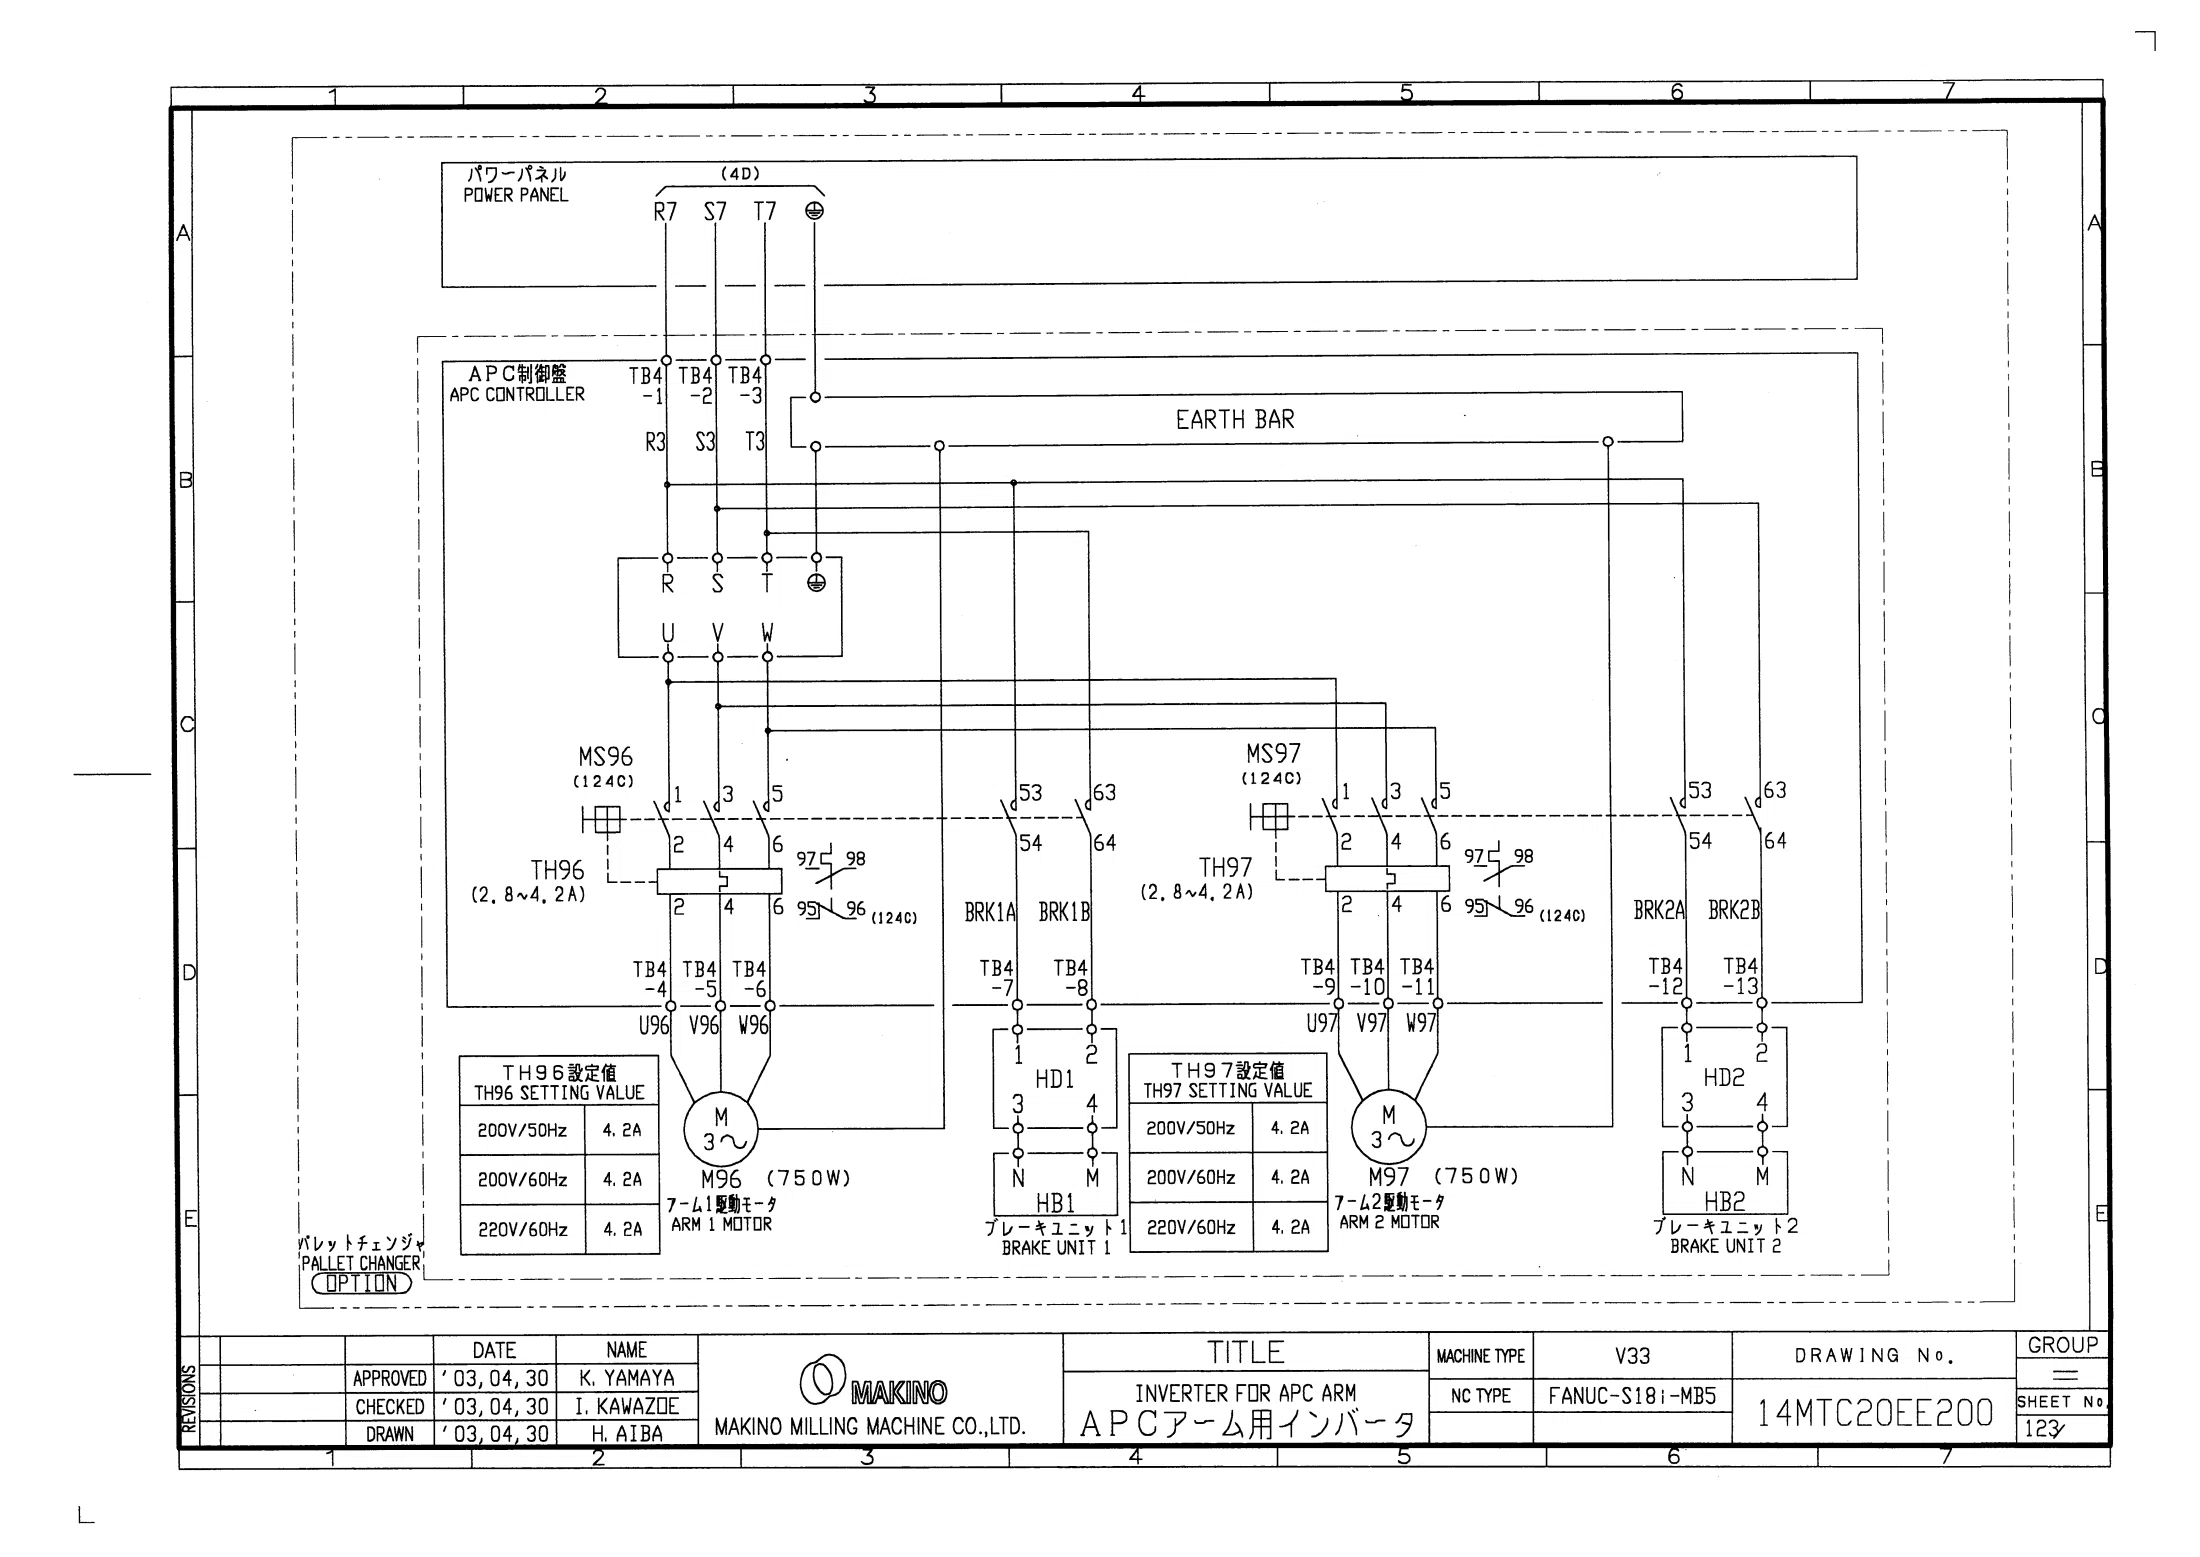 1 2 3 4 5 6 7
パワーパネル
POWER PANEL
(4D)
R7 S7 T7
A A
APC制御盤
APC CONTROLLER
TB4 TB4 TB4
-1 -2 -3
EARTH BAR
R3 S3 T3
B B
R S T
U V W
C C
MS96
(124C)
1 3 5
53 63
2 4 6
54 64
MS97
(124C)
1 3 5
53 63
2 4 6
54 64
TH96
(2.8~4.2A)
97 98
95 96 (124C)
2 4 6
BRK1A BRK1B
TH97
(2.8~4.2A)
97 98
95 96 (124C)
2 4 6
BRK2A BRK2B
D D
TB4 TB4 TB4 TB4 TB4 TB4 TB4 TB4 TB4 TB4
-4 -5 -6 -7 -8 -9 -10 -11 -12 -13
U96 V96 W96
U97 V97 W97
TH96設定値
TH96 SETTING VALUE
200V/50Hz 4.2A
200V/60Hz 4.2A
220V/60Hz 4.2A
M
3~
M96 (750W)
アーム1駆動モータ
ARM 1 MOTOR
1 2
HD1
3 4
N M
HB1
ブレーキユニット1
BRAKE UNIT 1
TH97設定値
TH97 SETTING VALUE
200V/50Hz 4.2A
200V/60Hz 4.2A
220V/60Hz 4.2A
M
3~
M97 (750W)
アーム2駆動モータ
ARM 2 MOTOR
1 2
HD2
3 4
N M
HB2
ブレーキユニット2
BRAKE UNIT 2
E E
パレットチェンジャ
PALLET CHANGER
OPTION
REVISIONS
DATE NAME
APPROVED '03,04,30 K. YAMAYA
CHECKED '03,04,30 I. KAWAZOE
DRAWN '03,04,30 H. AIBA
MAKINO
MAKINO MILLING MACHINE CO.,LTD.
TITLE
INVERTER FOR APC ARM
APCアーム用インバータ
MACHINE TYPE V33
NC TYPE FANUC-S18i-MB5
DRAWING No.
14MTC20EE200
GROUP
=
SHEET No.
123/
1 2 3 4 5 6 7